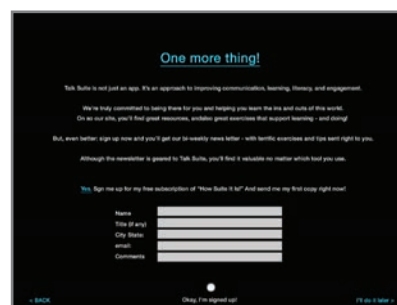 One more thing!
Talk Suite is not just an app. It's an approach to improving communication, learning, literacy, and engagement.
We're truly committed to being there for you and helping you learn the ins and outs of this world.
On so our site, you'll find great resources, andalso great exercises that support learning - and doing!
But, even better: sign up now and you'll get our bi-weekly news letter - with terrific exercises and tips sent right to you.
Although the newsletter is geared to Talk Suite, you'll find it valuable no matter which tool you use.
Yes, Sign me up for my free subscription of "How Suite It Is!" And send me my first copy right now!
Name
Title (if any)
City State:
email:
Comments
Okay, I'm signed up!
< BACK
I'll do it later >